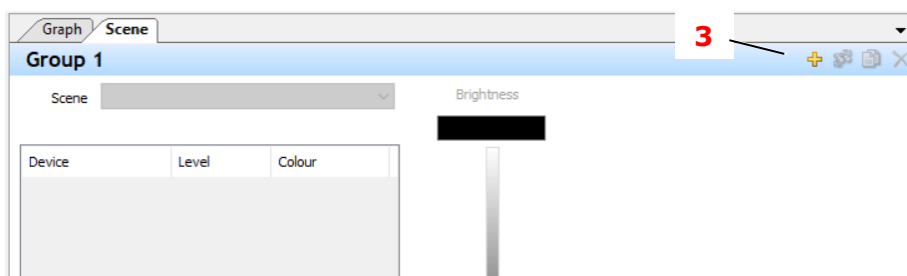 Graph Scene
3
Group 1
Scene
Brightness
Device Level Colour